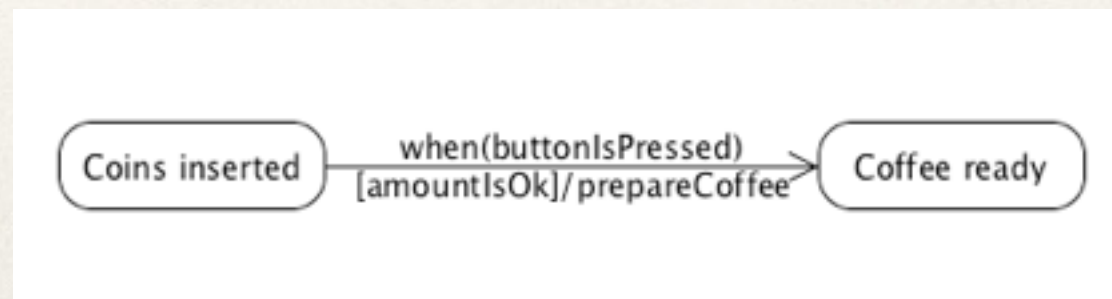 Coins inserted
when(buttonIsPressed)
[amountIsOk]/prepareCoffee
Coffee ready